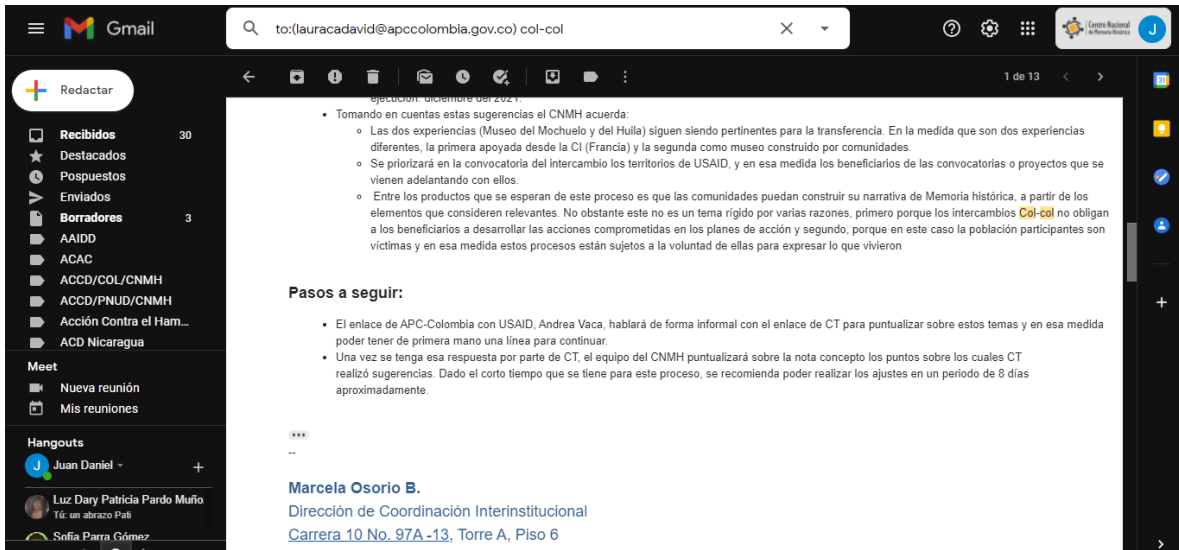 Gmail
to:(lauracadavid@apccolombia.gov.co) col-col
Centro Nacional
de Memoria Histórica
J
Redactar
1 de 13
31
Recibidos 30
Destacados
Pospuestos
Enviados
Borradores 3
AAIDD
ACAC
ACCD/COL/CNMH
ACCD/PNUD/CNMH
Acción Contra el Ham...
ACD Nicaragua
Meet
Nueva reunión
Mis reuniones
Hangouts
J Juan Daniel
Luz Dary Patricia Pardo Muño
Tú: un abrazo Pati
Sofía Parra Gómez
ejecución: diciembre del 2021.
Tomando en cuentas estas sugerencias el CNMH acuerda:
Las dos experiencias (Museo del Mochuelo y del Huila) siguen siendo pertinentes para la transferencia. En la medida que son dos experiencias
diferentes, la primera apoyada desde la CI (Francia) y la segunda como museo construido por comunidades.
Se priorizará en la convocatoria del intercambio los territorios de USAID, y en esa medida los beneficiarios de las convocatorias o proyectos que se
vienen adelantando con ellos.
Entre los productos que se esperan de este proceso es que las comunidades puedan construir su narrativa de Memoria histórica, a partir de los
elementos que consideren relevantes. No obstante este no es un tema rígido por varias razones, primero porque los intercambios Col-col no obligan
a los beneficiarios a desarrollar las acciones comprometidas en los planes de acción y segundo, porque en este caso la población participantes son
víctimas y en esa medida estos procesos están sujetos a la voluntad de ellas para expresar lo que vivieron
Pasos a seguir:
El enlace de APC-Colombia con USAID, Andrea Vaca, hablará de forma informal con el enlace de CT para puntualizar sobre estos temas y en esa medida
poder tener de primera mano una línea para continuar.
Una vez se tenga esa respuesta por parte de CT, el equipo del CNMH puntualizará sobre la nota concepto los puntos sobre los cuales CT
realizó sugerencias. Dado el corto tiempo que se tiene para este proceso, se recomienda poder realizar los ajustes en un periodo de 8 días
aproximadamente.
--
Marcela Osorio B.
Dirección de Coordinación Interinstitucional
Carrera 10 No. 97A -13, Torre A, Piso 6